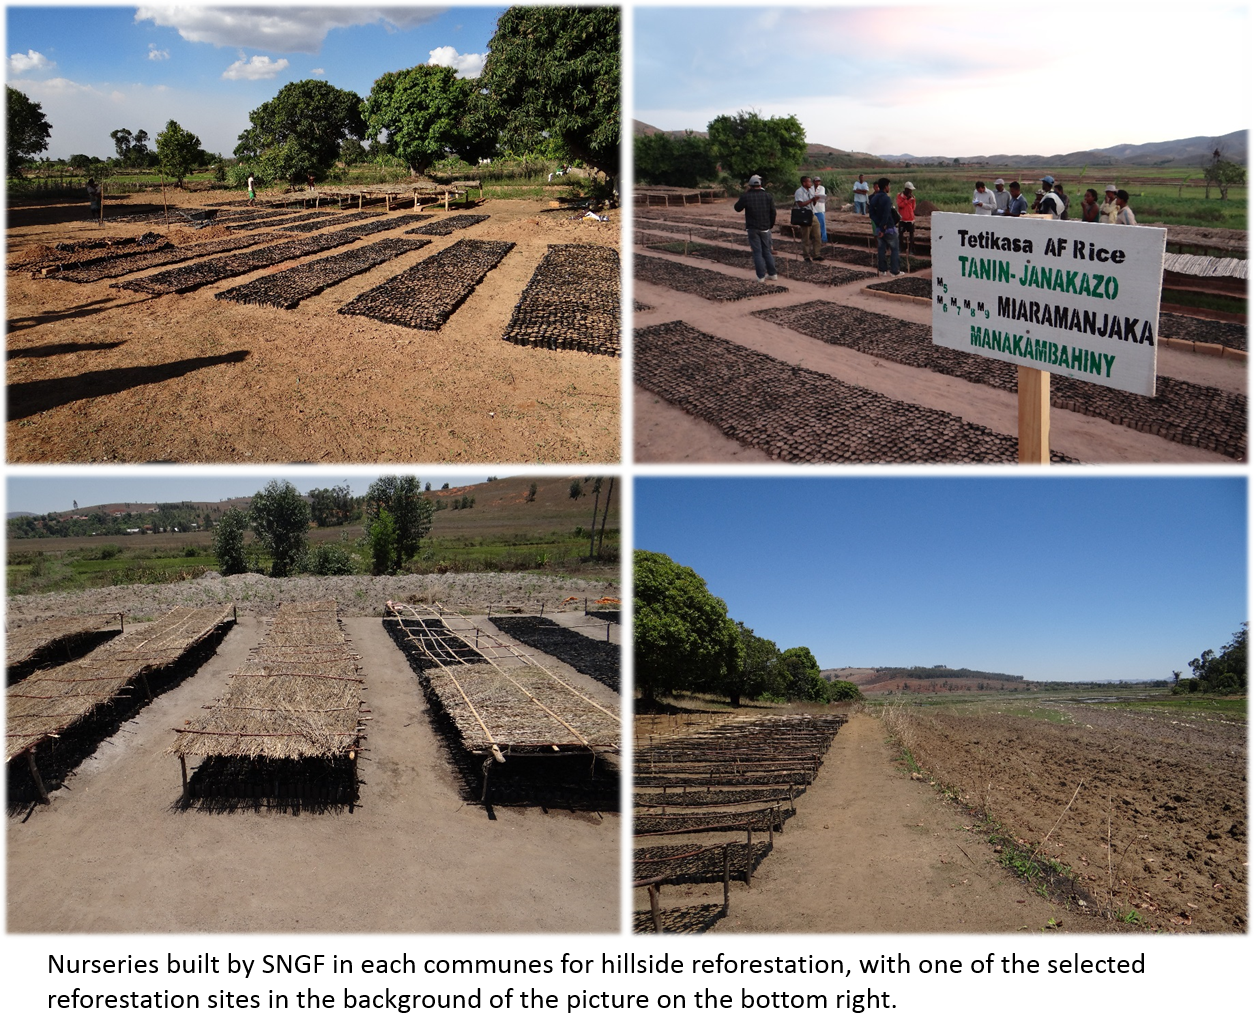 Tetikasa AF Rice
TANIN-JANAKAZO
M5
M6 M7 M8 M9 MIARAMANJAKA
MANAKAMBAHINY
Nurseries built by SNGF in each communes for hillside reforestation, with one of the selected
reforestation sites in the background of the picture on the bottom right.